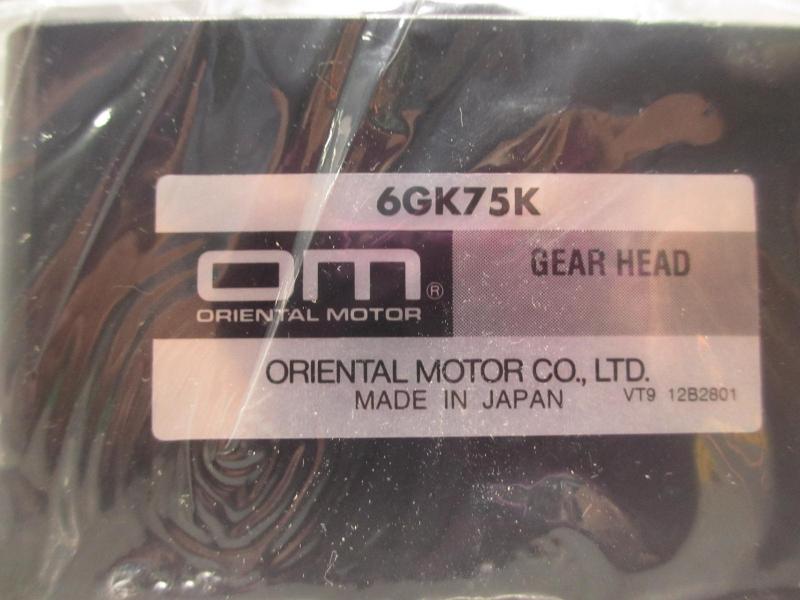 6GK75K
om®
ORIENTAL MOTOR
GEAR HEAD
ORIENTAL MOTOR CO., LTD.
MADE IN JAPAN
VT9 12B2801